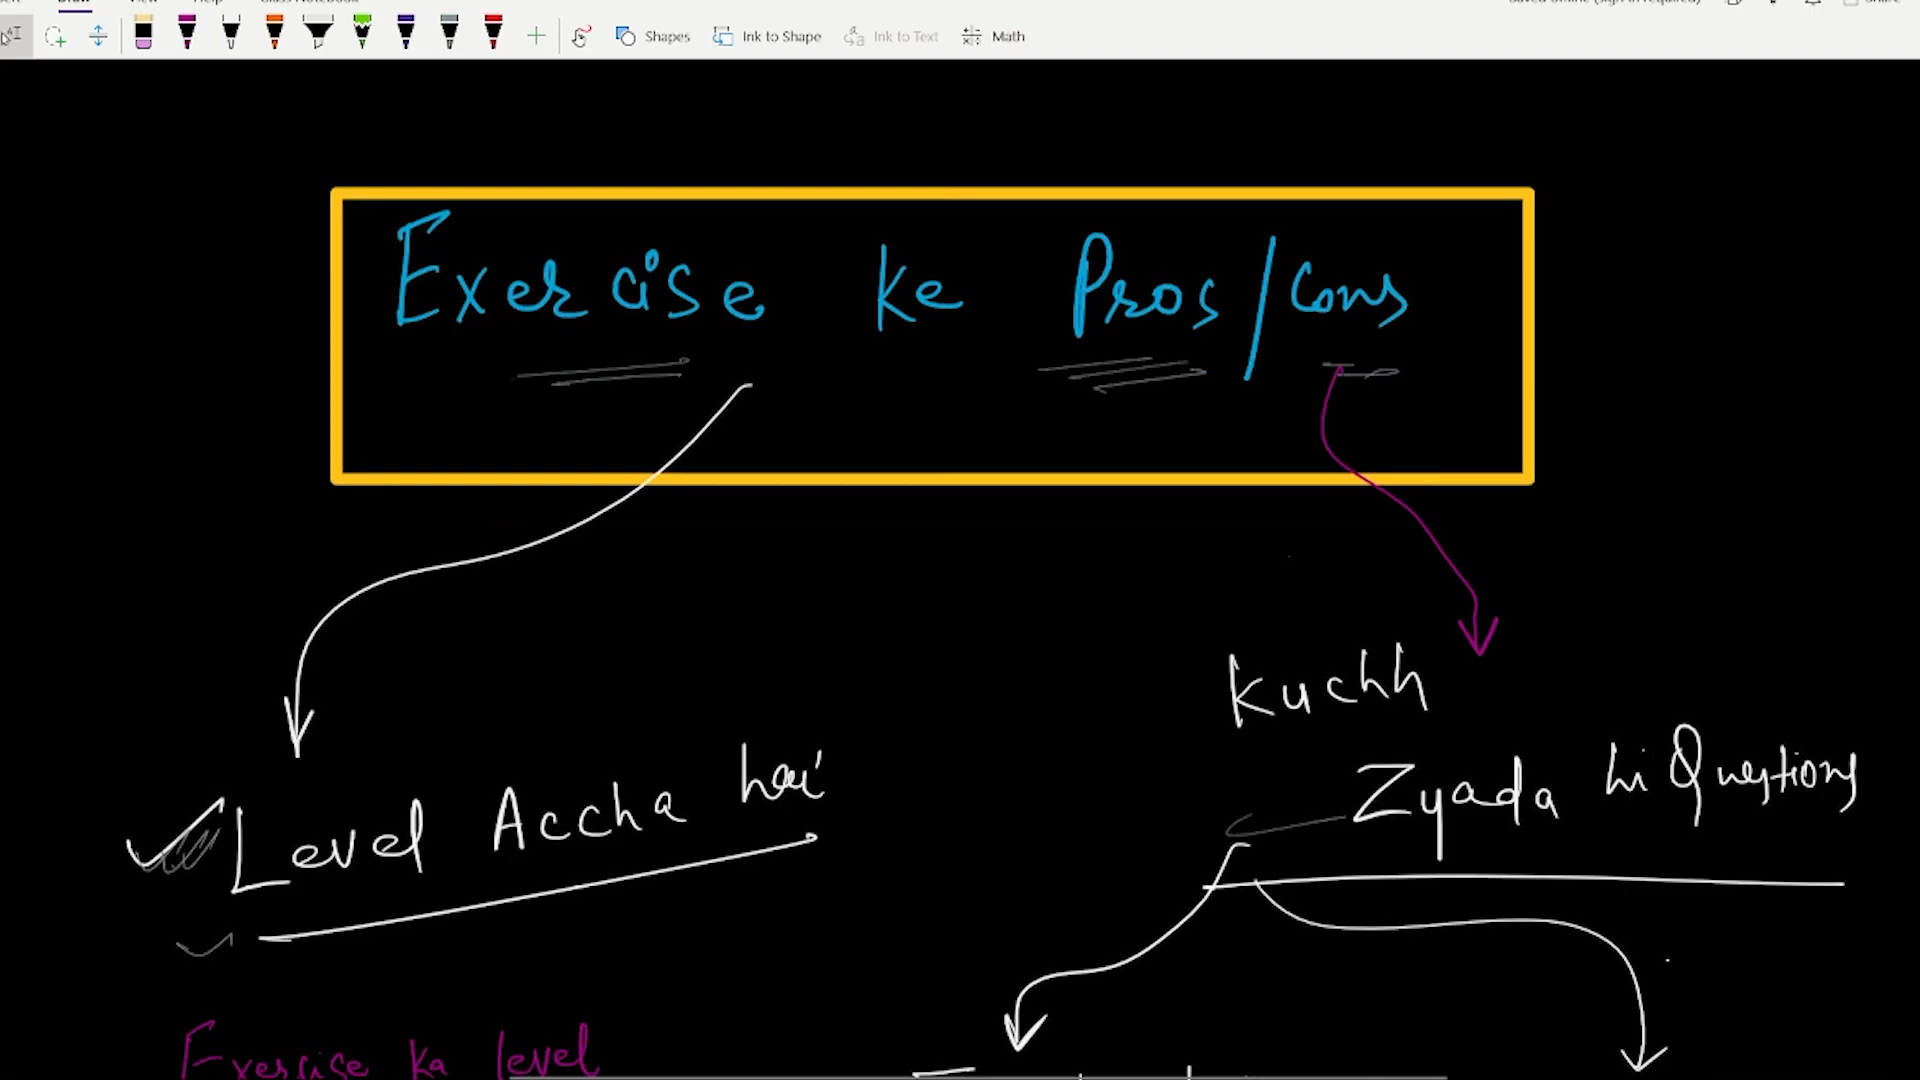 Draw
Shapes
Ink to Shape
Ink to Text
Math
Exercise ke Pros/cons
Kuchh
Zyada hi Questions
Level Accha hai
Exercise ka level